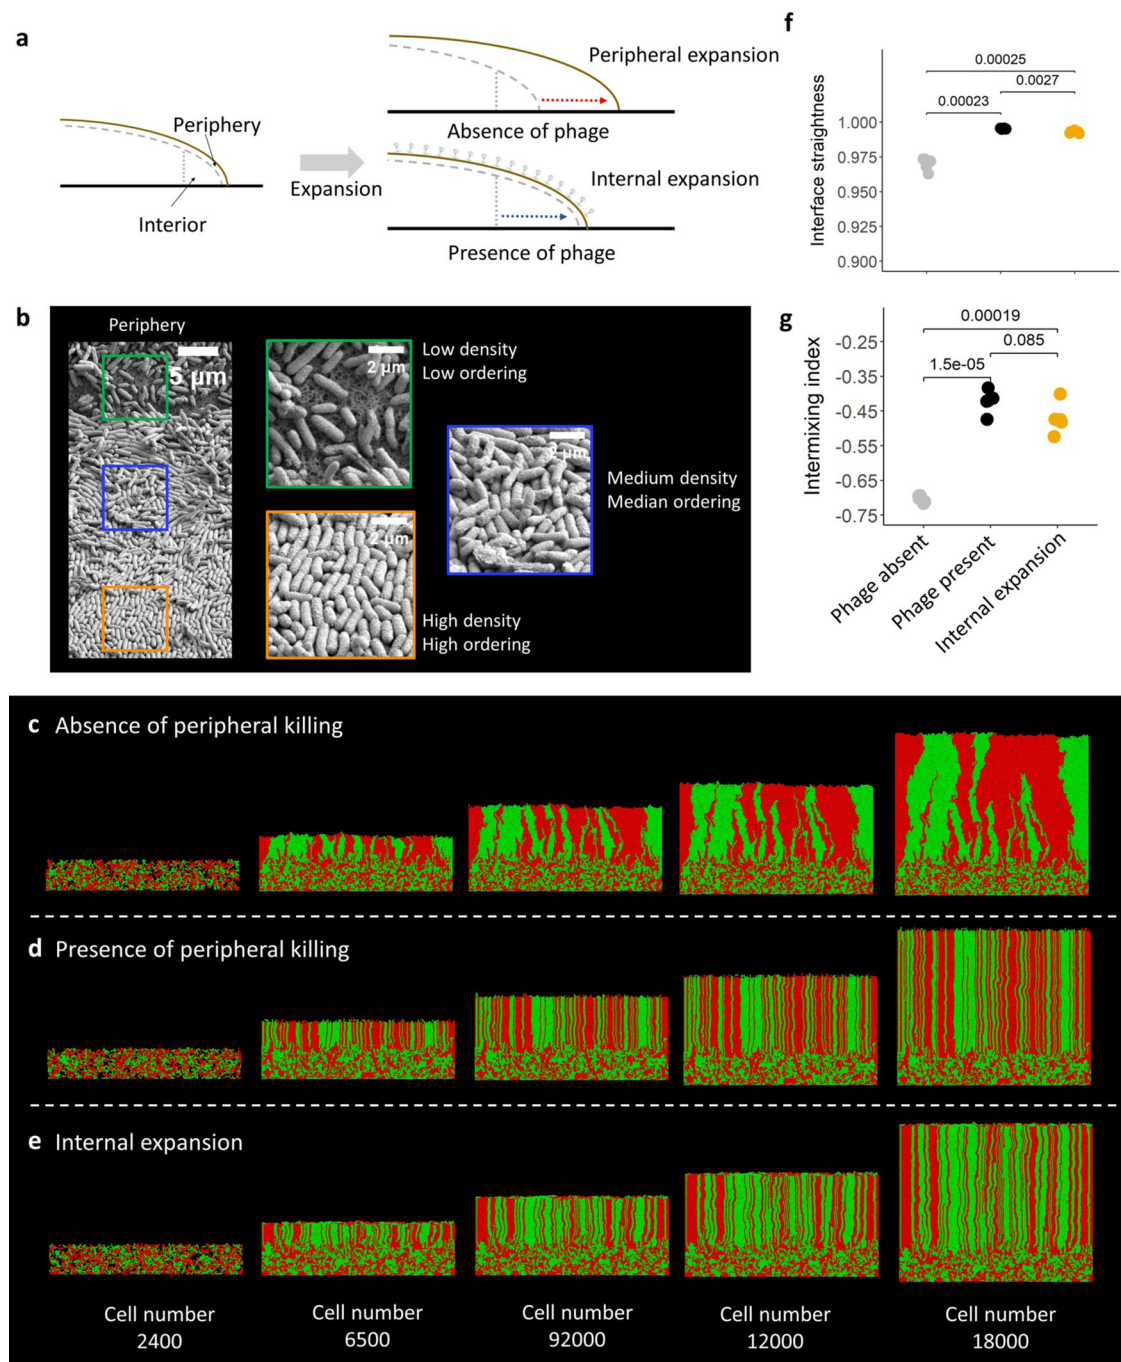 a
Periphery
Interior
Expansion
Peripheral expansion
Absence of phage
Internal expansion
Presence of phage
f
Interface straightness
1.000
0.975
0.950
0.925
0.900
0.00025
0.0027
0.00023
b
Periphery
5 µm
2 µm
Low density
Low ordering
2 µm
Medium density
Median ordering
2 µm
High density
High ordering
g
Intermixing index
-0.25
-0.35
-0.45
-0.55
-0.65
-0.75
0.00019
0.085
1.5e-05
Phage absent
Phage present
Internal expansion
c Absence of peripheral killing
d Presence of peripheral killing
e Internal expansion
Cell number
2400
Cell number
6500
Cell number
92000
Cell number
12000
Cell number
18000